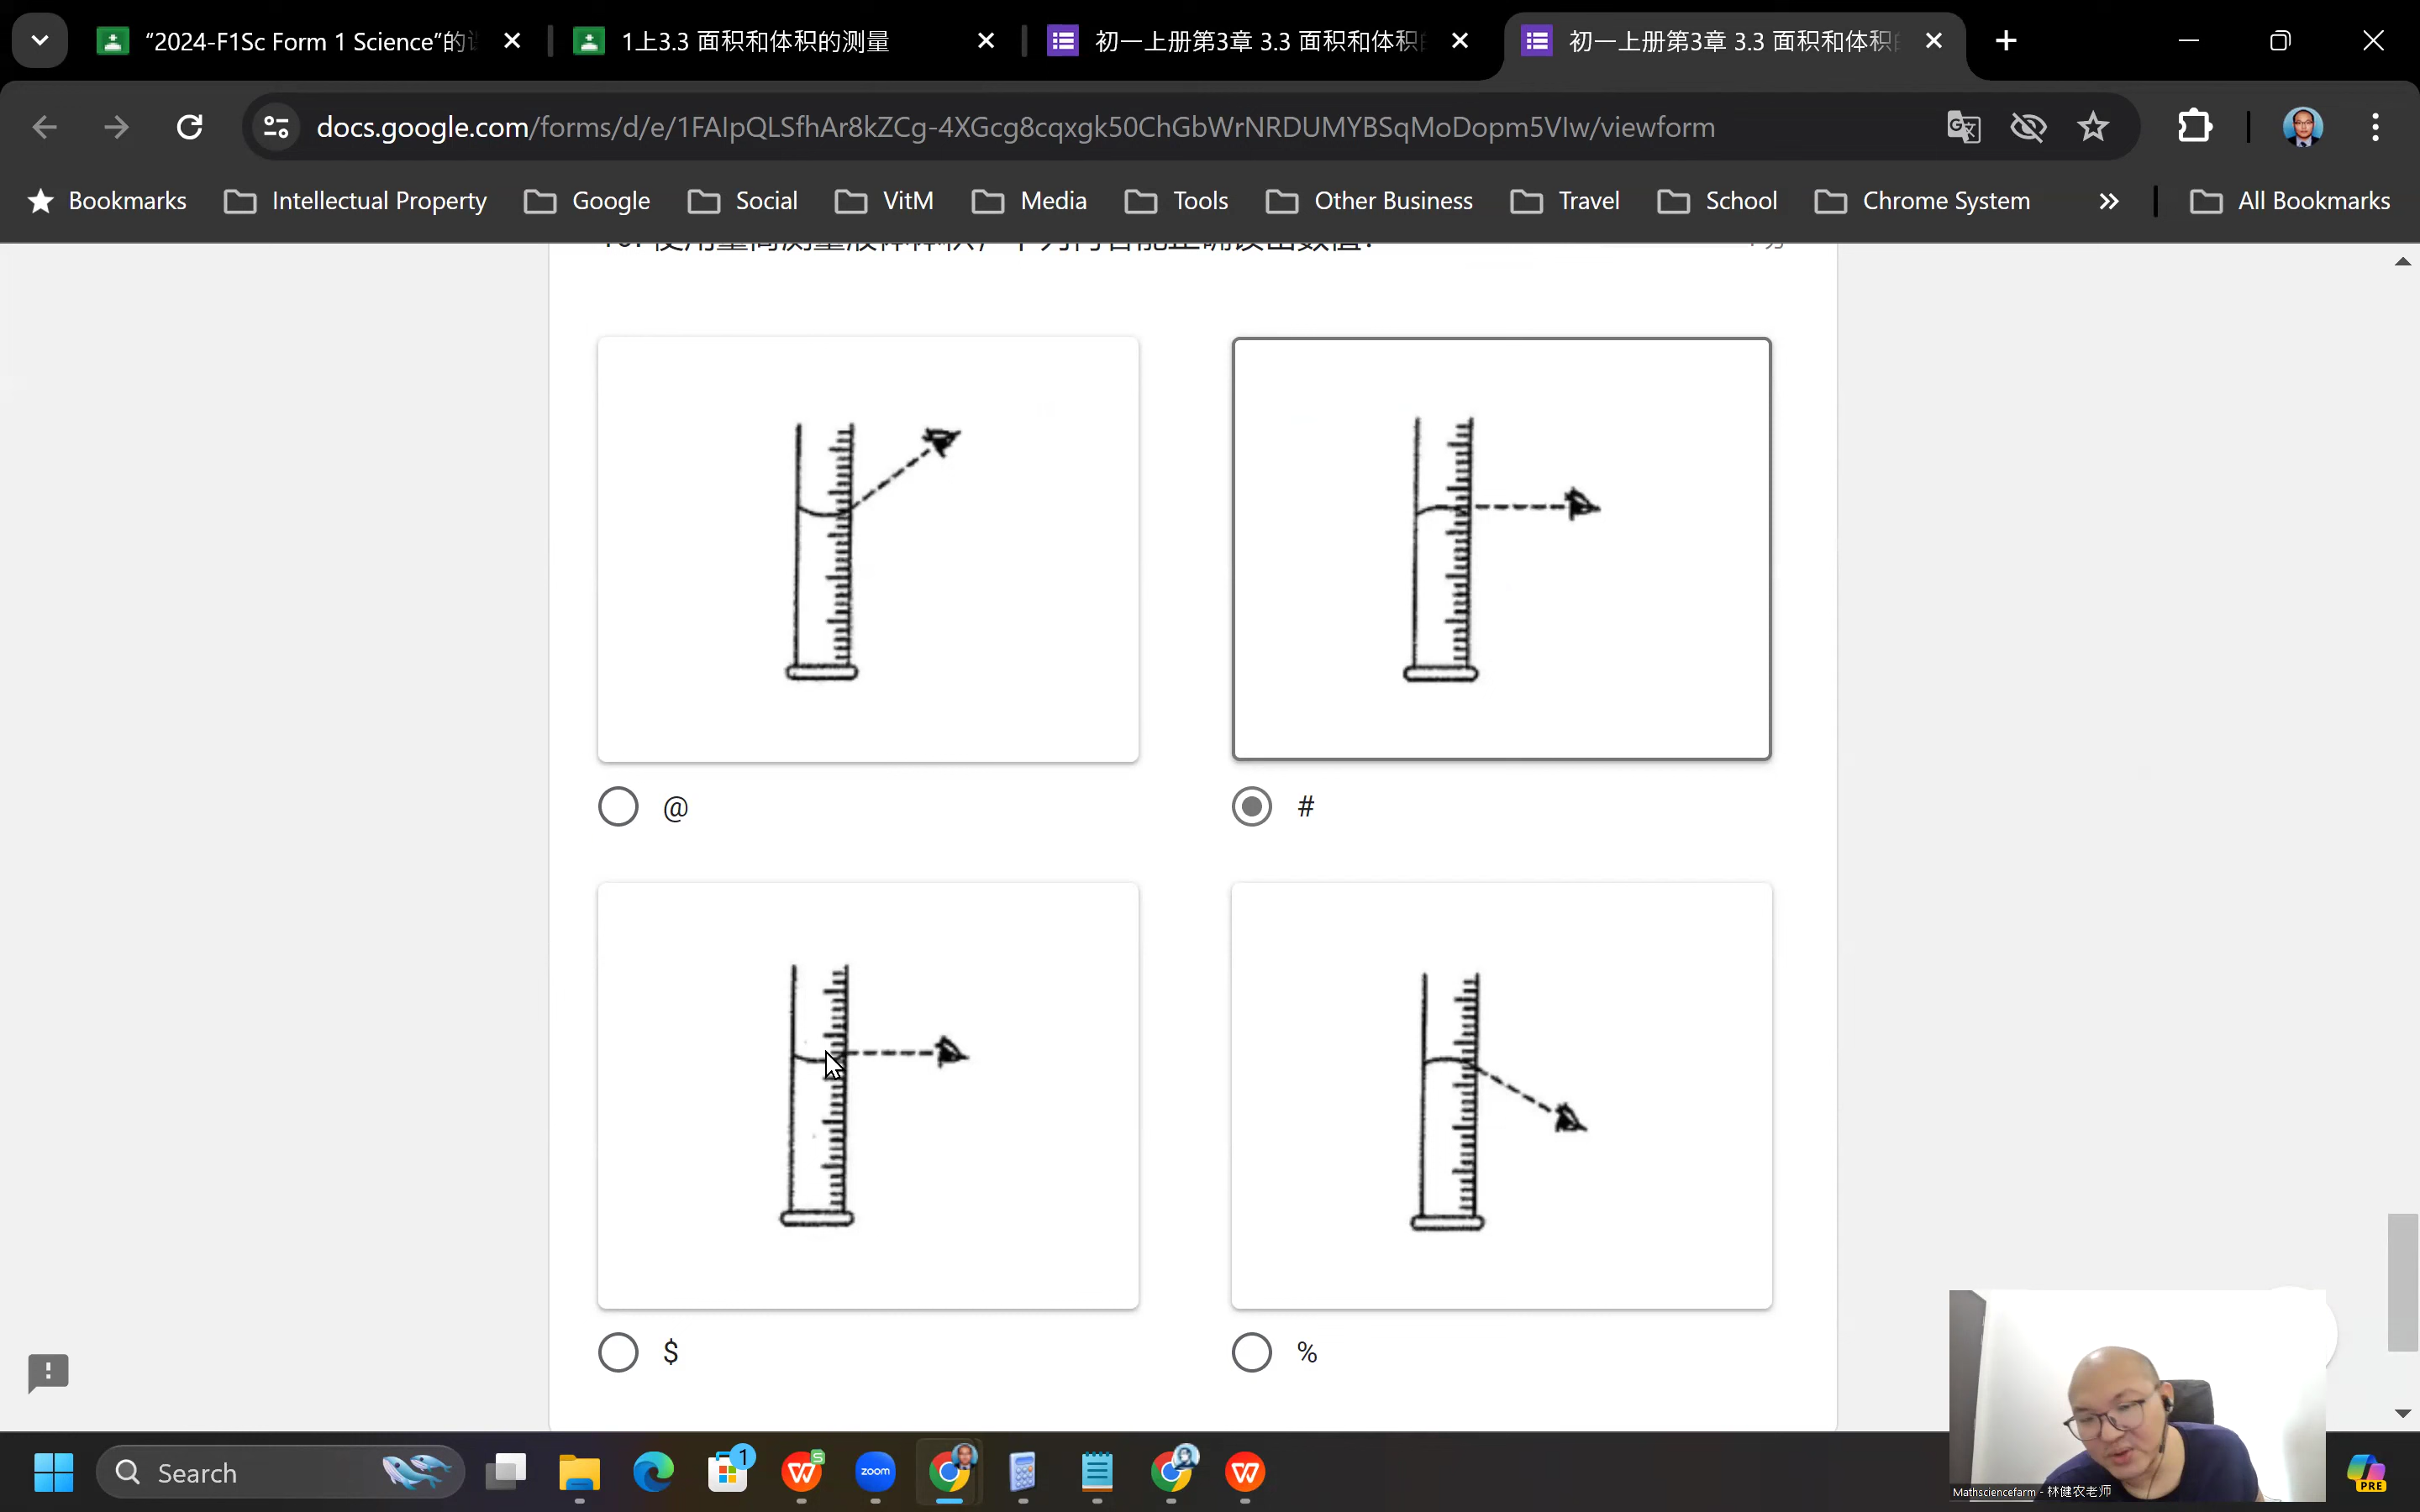 "2024-F1Sc Form 1 Science"的
1上3.3 面积和体积的测量
初一上册第3章 3.3 面积和体积
初一上册第3章 3.3 面积和体积
docs.google.com/forms/d/e/1FAIpQLSfhAr8kZCg-4XGcg8cqxgk50ChGbWrNRDUMYBSqMoDopm5VIw/viewform
Bookmarks
Intellectual Property
Google
Social
VitM
Media
Tools
Other Business
Travel
School
Chrome System
All Bookmarks
@
#
$
%
Search
1
zoom
PRE
Mathsciencefarm - 林健农老师